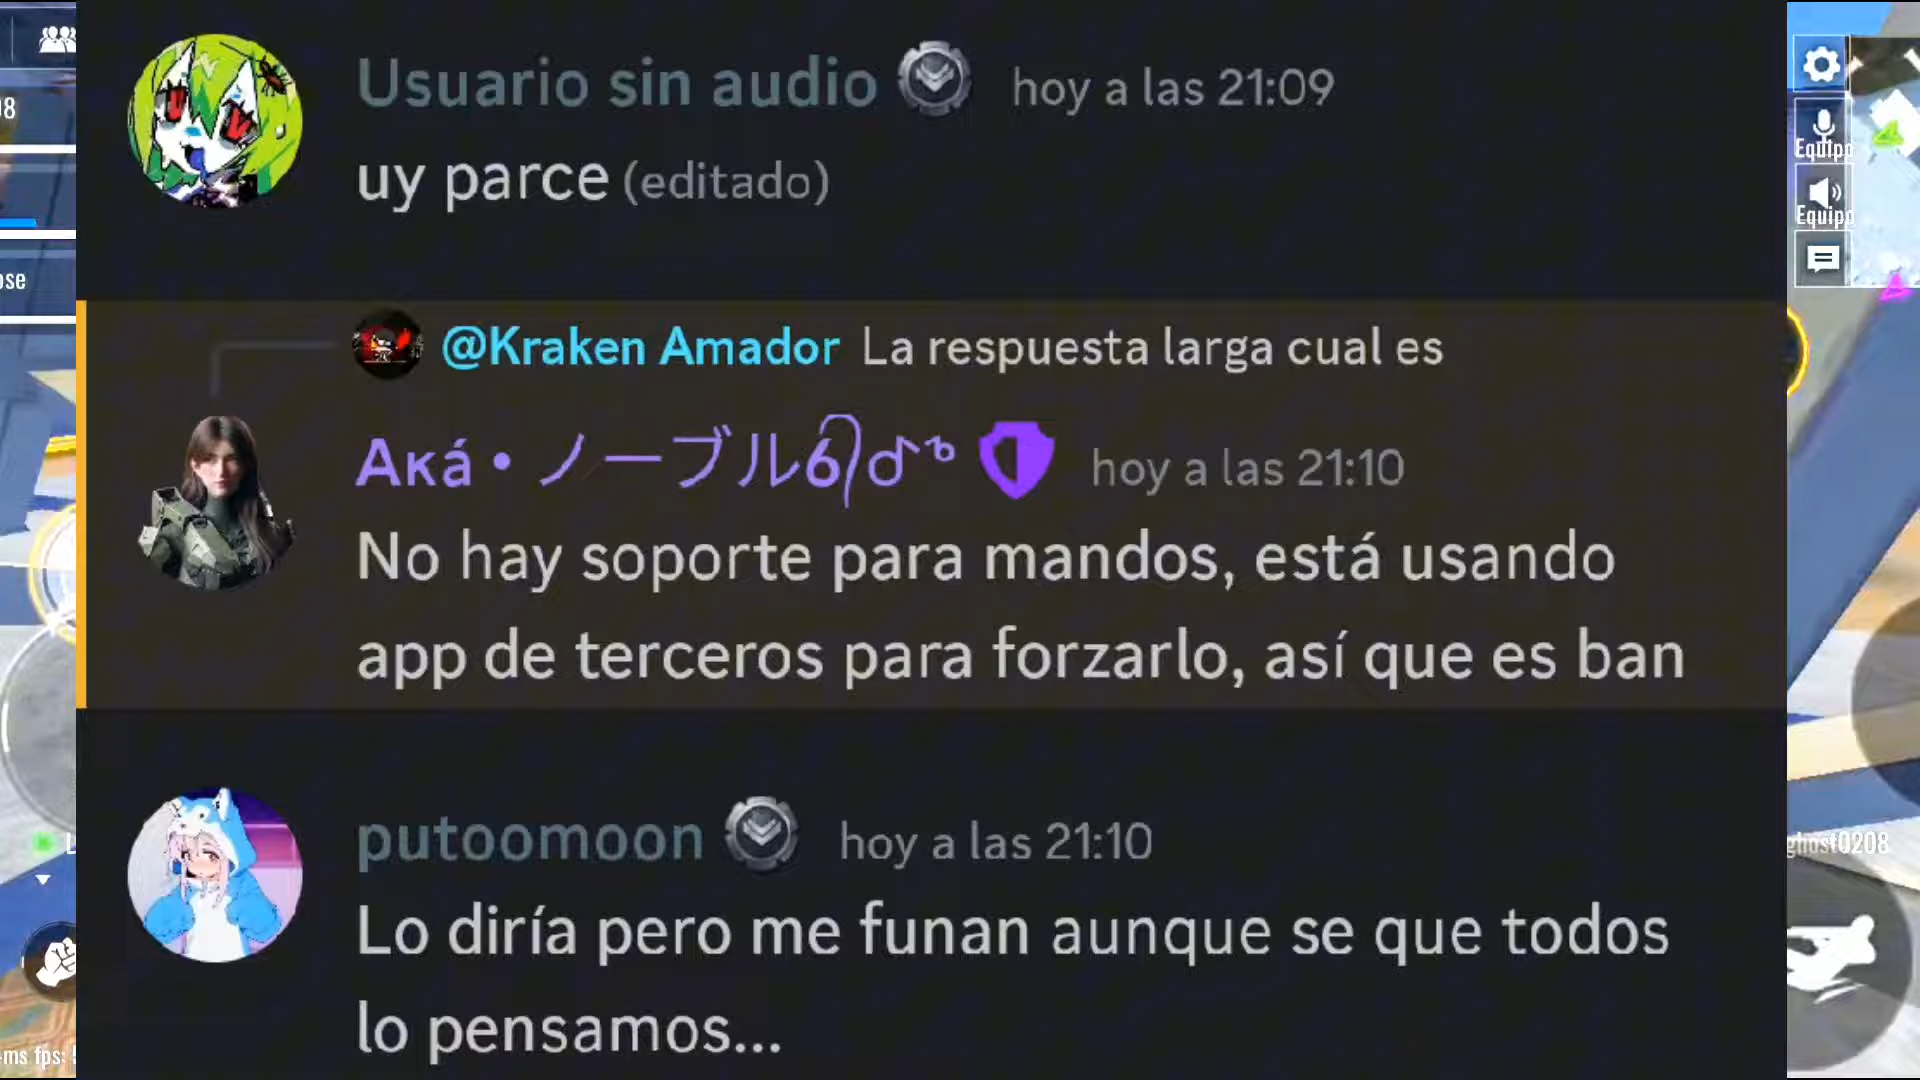 Usuario sin audio hoy a las 21:09
uy parce (editado)
@Kraken Amador La respuesta larga cual es
Aкá • ノーブル hoy a las 21:10
No hay soporte para mandos, está usando
app de terceros para forzarlo, así que es ban
putoomoon hoy a las 21:10
Lo diría pero me funan aunque se que todos
lo pensamos...
Equipo
Equipo
ghost0208
ms fps: